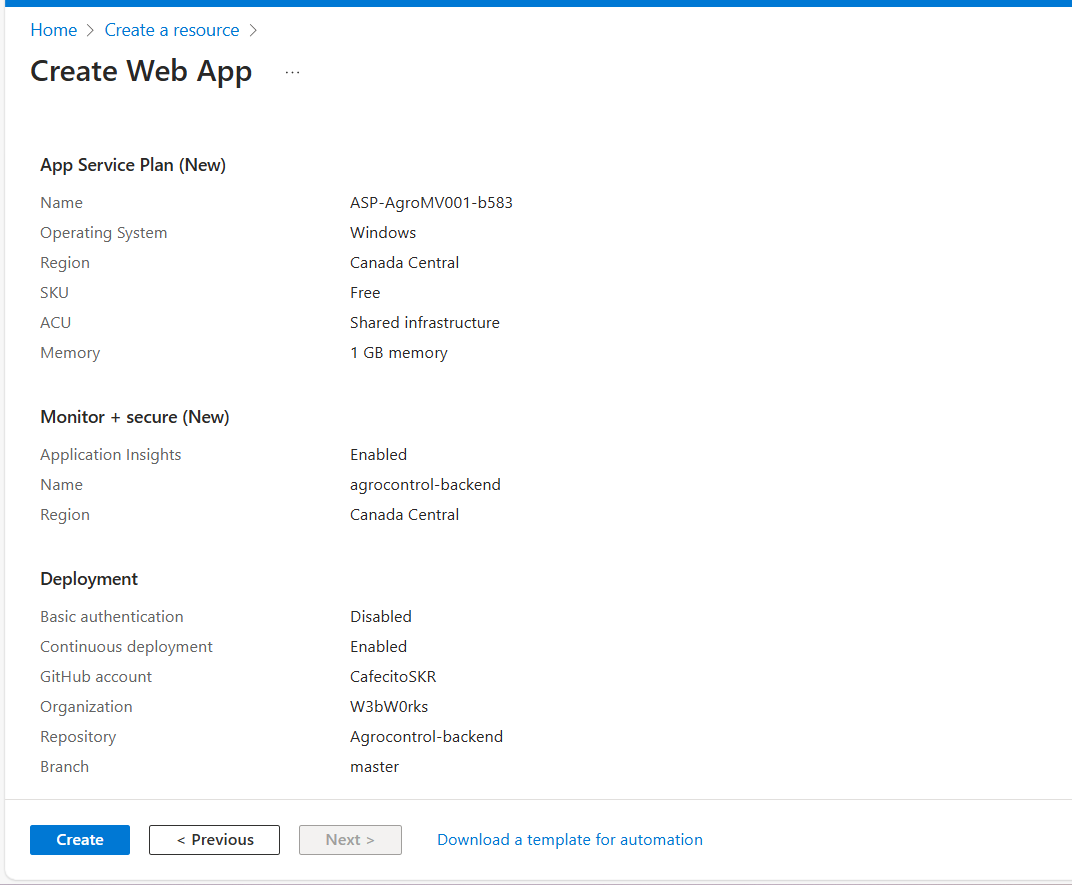 Home > Create a resource >
Create Web App ...
App Service Plan (New)
Name ASP-AgroMV001-b583
Operating System Windows
Region Canada Central
SKU Free
ACU Shared infrastructure
Memory 1 GB memory
Monitor + secure (New)
Application Insights Enabled
Name agrocontrol-backend
Region Canada Central
Deployment
Basic authentication Disabled
Continuous deployment Enabled
GitHub account CafecitoSKR
Organization W3bW0rks
Repository Agrocontrol-backend
Branch master
Create < Previous Next > Download a template for automation